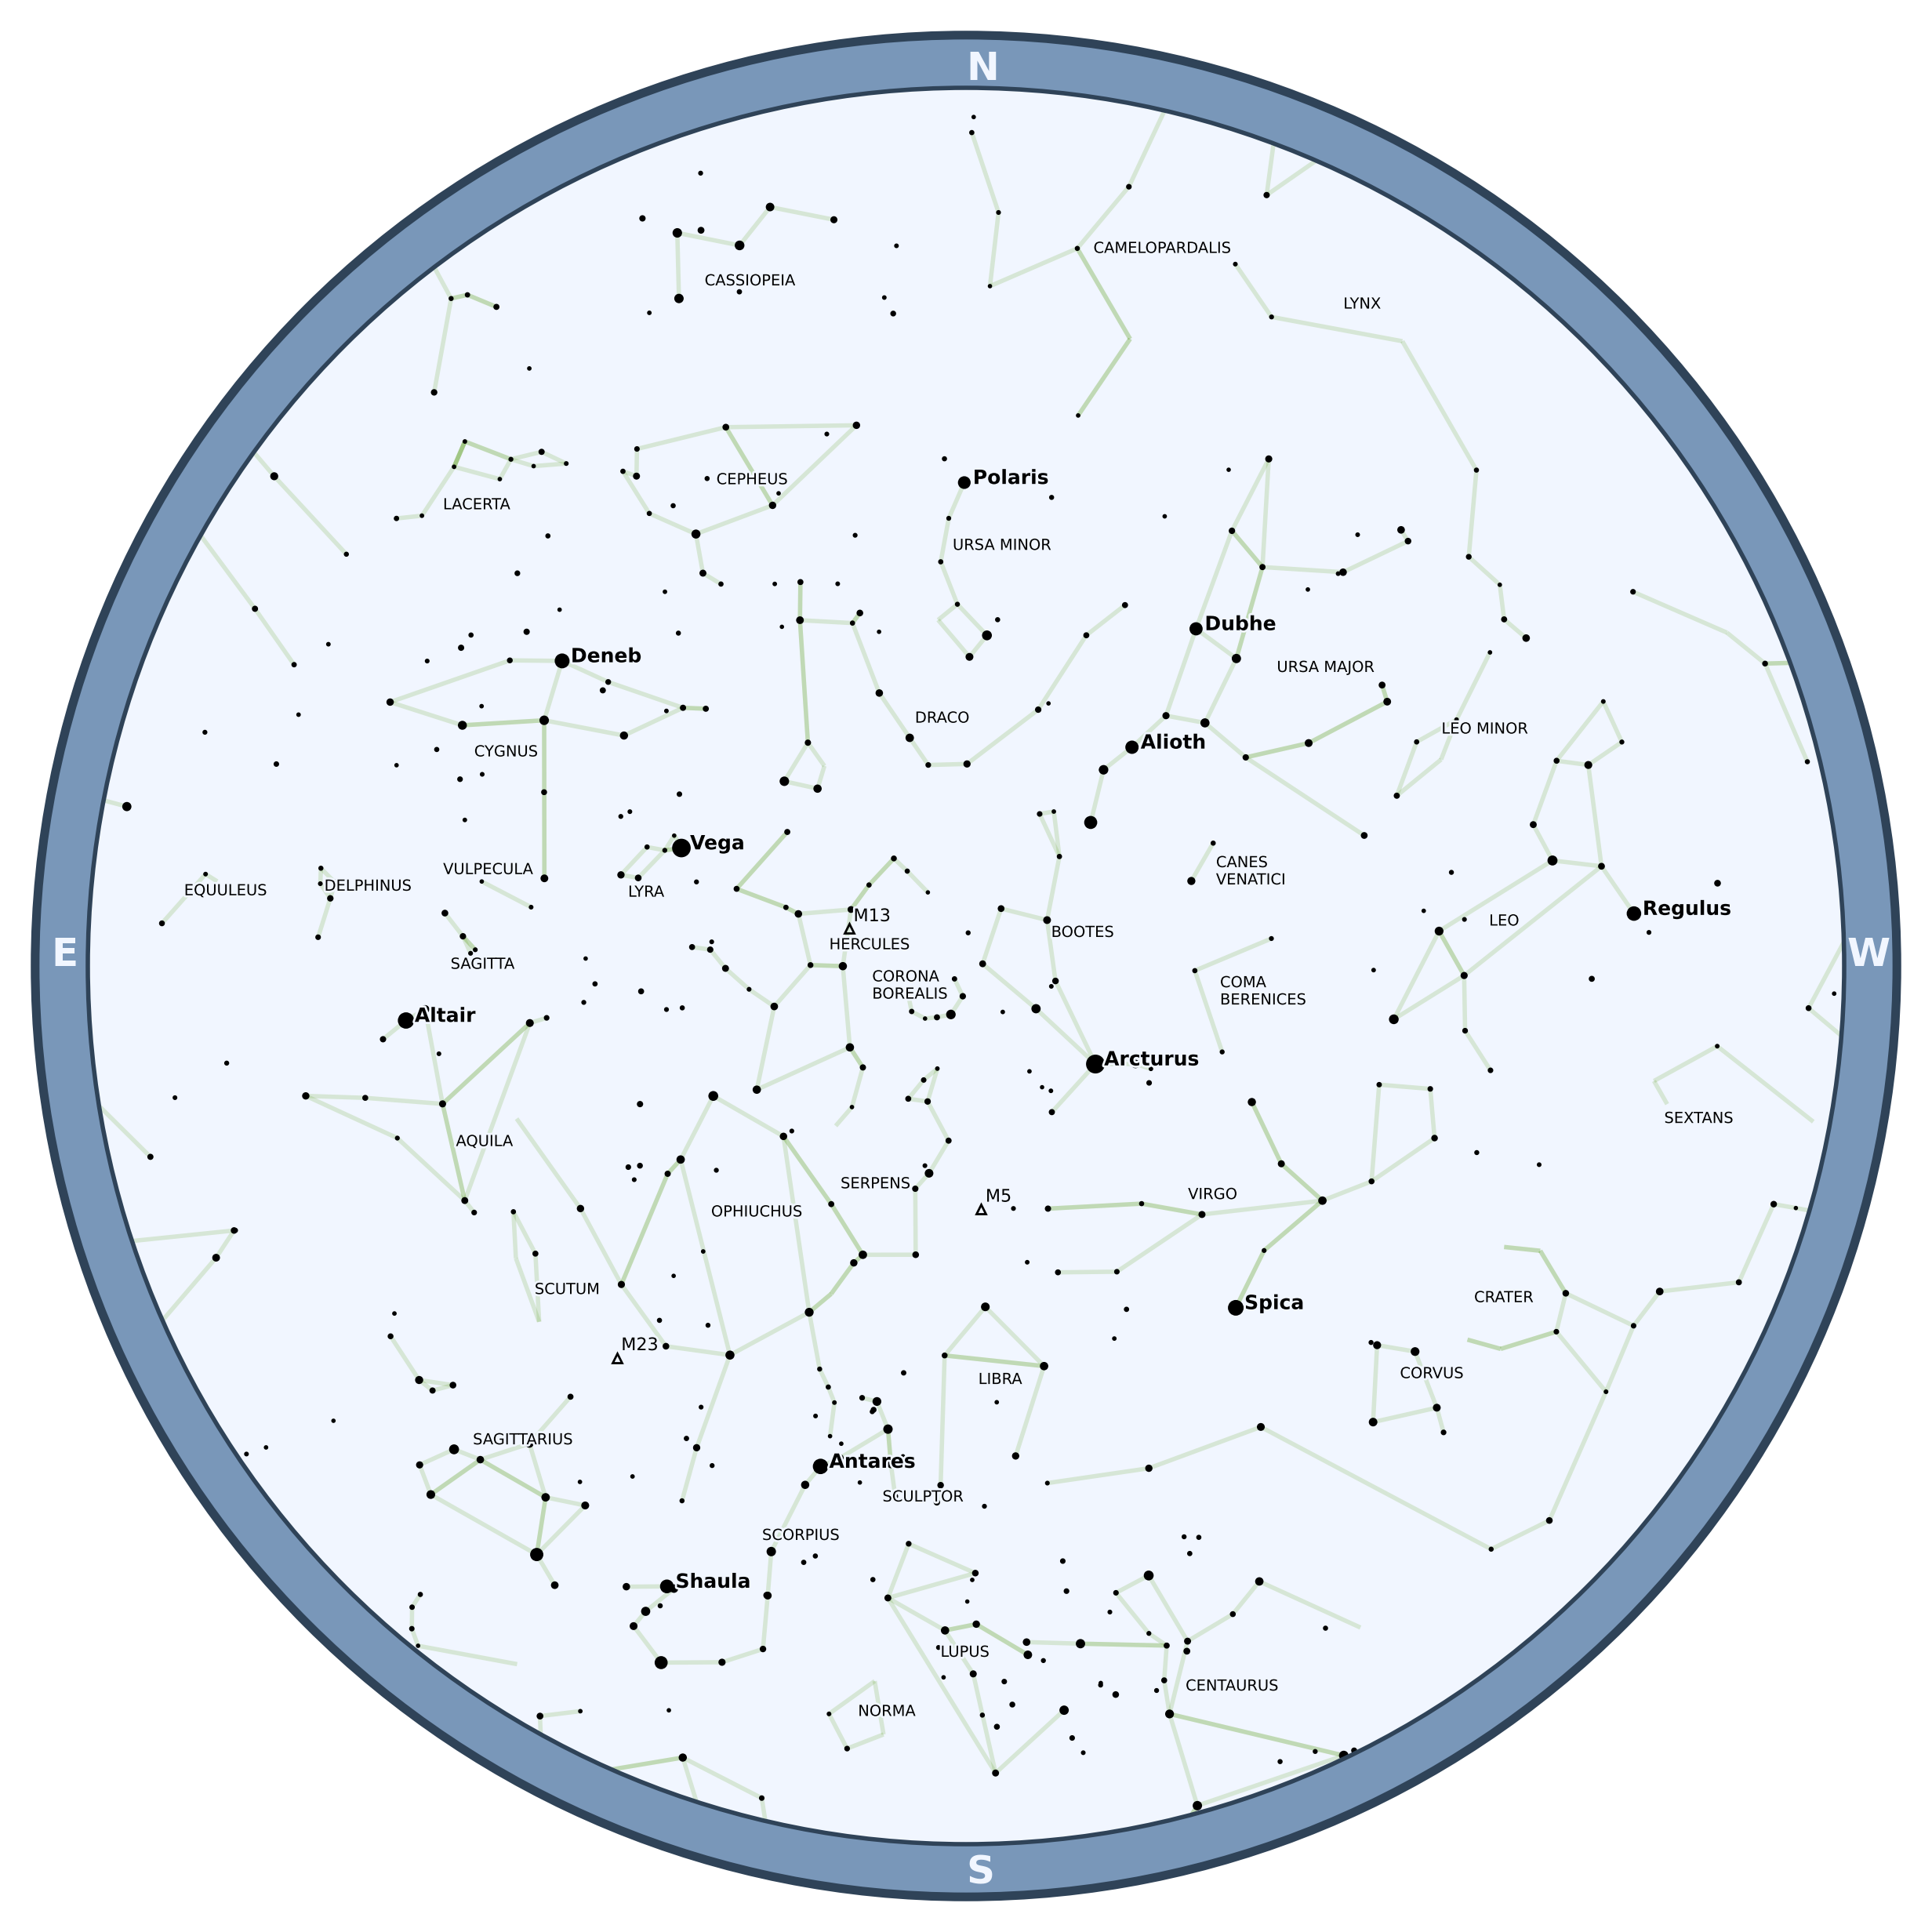 N
CAMELOPARDALIS
CASSIOPEIA
LYNX
Polaris
CEPHEUS
LACERTA
URSA MINOR
Dubhe
Deneb
URSA MAJOR
DRACO
LEO MINOR
Alioth
CYGNUS
Vega
CANES
VENATICI
VULPECULA
DELPHINUS
EQUULEUS
LYRA
Regulus
M13
LEO
BOOTES
HERCULES
E
W
SAGITTA
CORONA
BOREALIS
COMA
BERENICES
Altair
Arcturus
SEXTANS
AQUILA
SERPENS
VIRGO
M5
OPHIUCHUS
SCUTUM
CRATER
Spica
M23
CORVUS
LIBRA
SAGITTARIUS
Antares
SCULPTOR
SCORPIUS
Shaula
LUPUS
CENTAURUS
NORMA
S